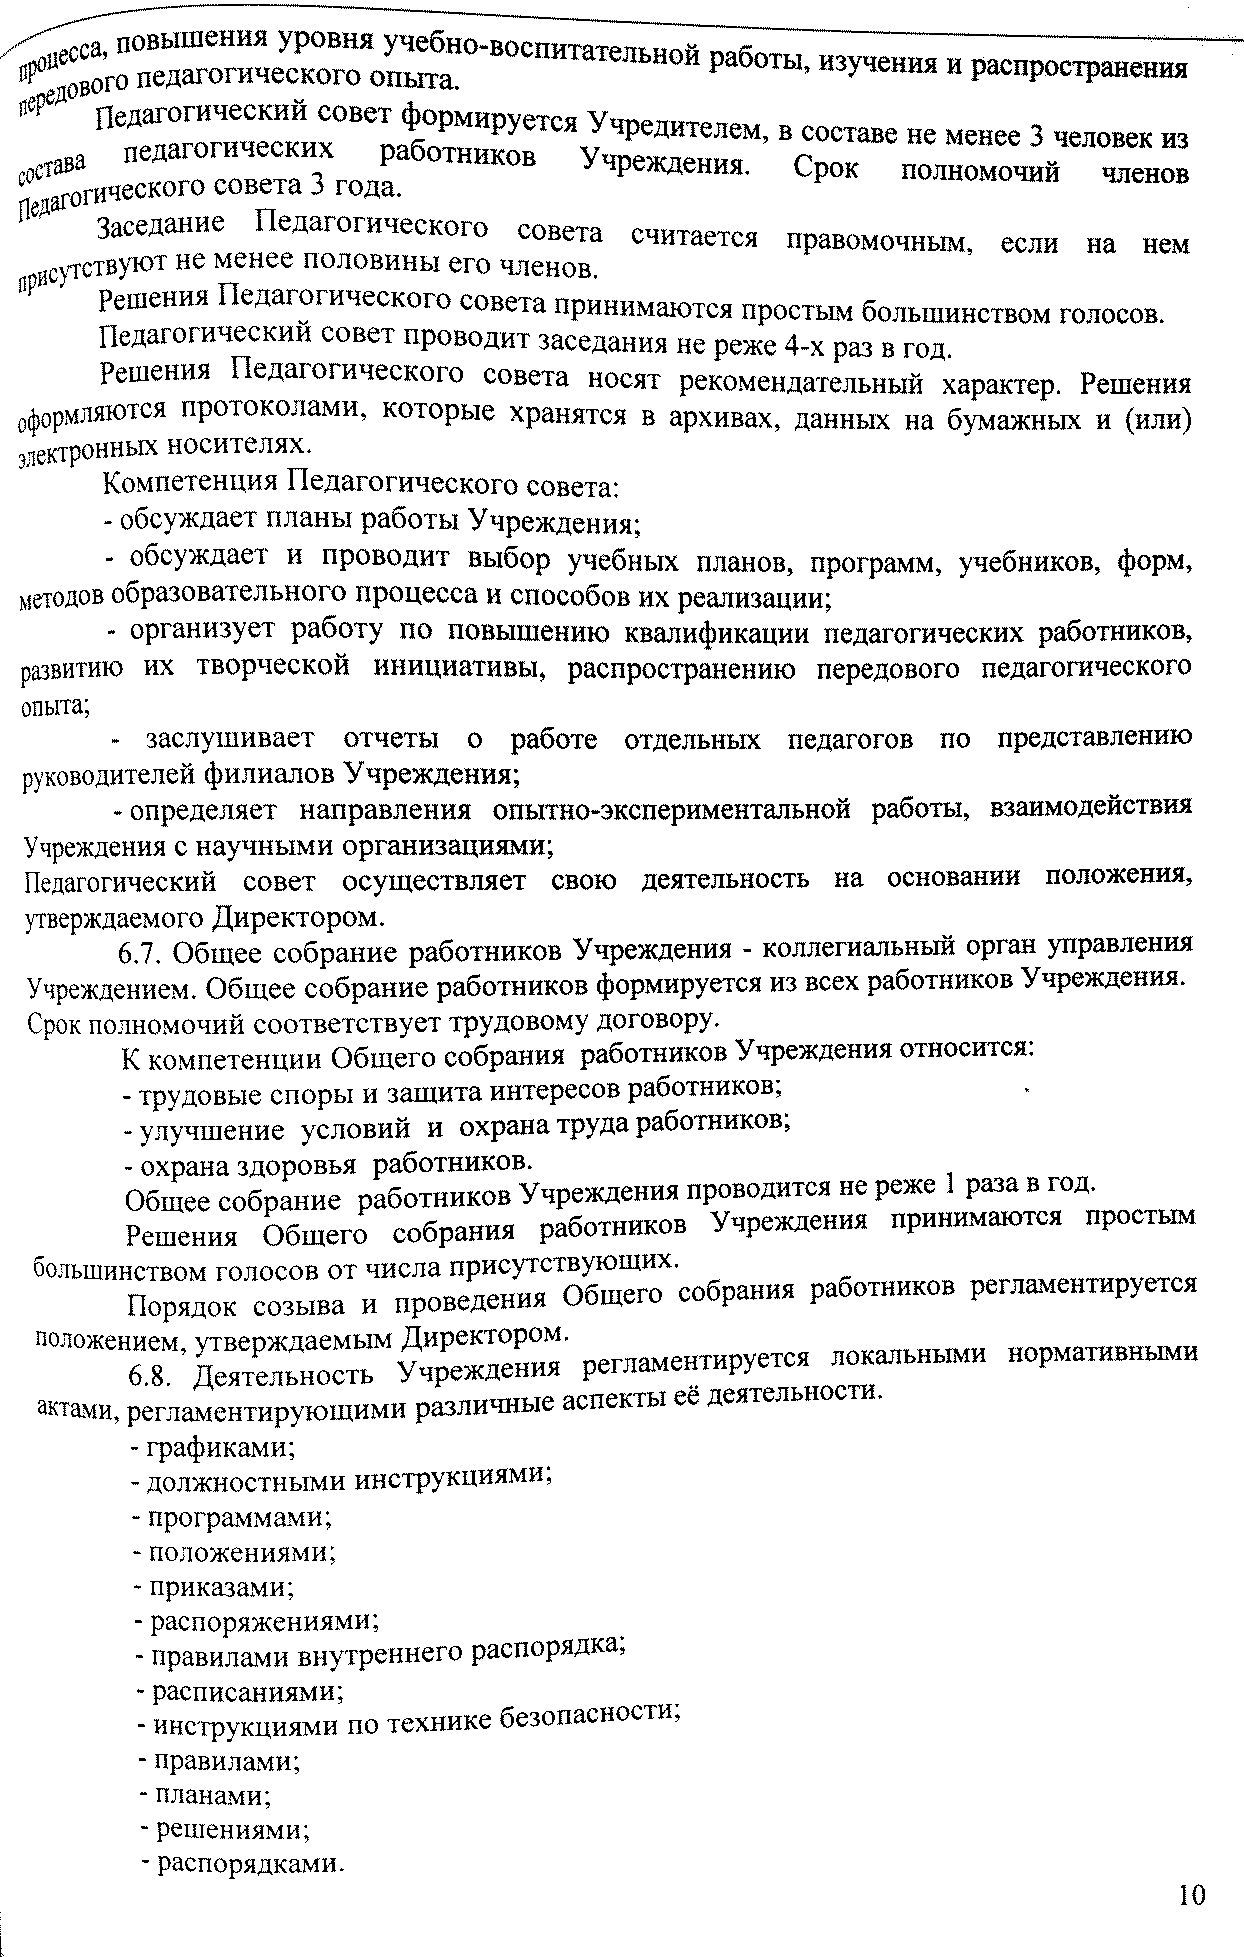 процесса, повышения уровня учебно-воспитательной работы, изучения и распространения
передового педагогического опыта.
Педагогический совет формируется Учредителем, в составе не менее 3 человек из
состава педагогических работников Учреждения. Срок полномочий членов
Педагогического совета 3 года.
Заседание Педагогического совета считается правомочным, если на нем
присутствуют не менее половины его членов.
Решения Педагогического совета принимаются простым большинством голосов.
Педагогический совет проводит заседания не реже 4-х раз в год.
Решения Педагогического совета носят рекомендательный характер. Решения
оформляются протоколами, которые хранятся в архивах, данных на бумажных и (или)
электронных носителях.
Компетенция Педагогического совета:
- обсуждает планы работы Учреждения;
- обсуждает и проводит выбор учебных планов, программ, учебников, форм,
методов образовательного процесса и способов их реализации;
- организует работу по повышению квалификации педагогических работников,
развитию их творческой инициативы, распространению передового педагогического
опыта;
- заслушивает отчеты о работе отдельных педагогов по представлению
руководителей филиалов Учреждения;
- определяет направления опытно-экспериментальной работы, взаимодействия
Учреждения с научными организациями;
Педагогический совет осуществляет свою деятельность на основании положения,
утверждаемого Директором.
6.7. Общее собрание работников Учреждения - коллегиальный орган управления
Учреждением. Общее собрание работников формируется из всех работников Учреждения.
Срок полномочий соответствует трудовому договору.
К компетенции Общего собрания работников Учреждения относится:
- трудовые споры и защита интересов работников;
- улучшение условий и охрана труда работников;
- охрана здоровья работников.
Общее собрание работников Учреждения проводится не реже 1 раза в год.
Решения Общего собрания работников Учреждения принимаются простым
большинством голосов от числа присутствующих.
Порядок созыва и проведения Общего собрания работников регламентируется
положением, утверждаемым Директором.
6.8. Деятельность Учреждения регламентируется локальными нормативными
актами, регламентирующими различные аспекты её деятельности.
- графиками;
- должностными инструкциями;
- программами;
- положениями;
- приказами;
- распоряжениями;
- правилами внутреннего распорядка;
- расписаниями;
- инструкциями по технике безопасности;
- правилами;
- планами;
- решениями;
- распорядками.
10